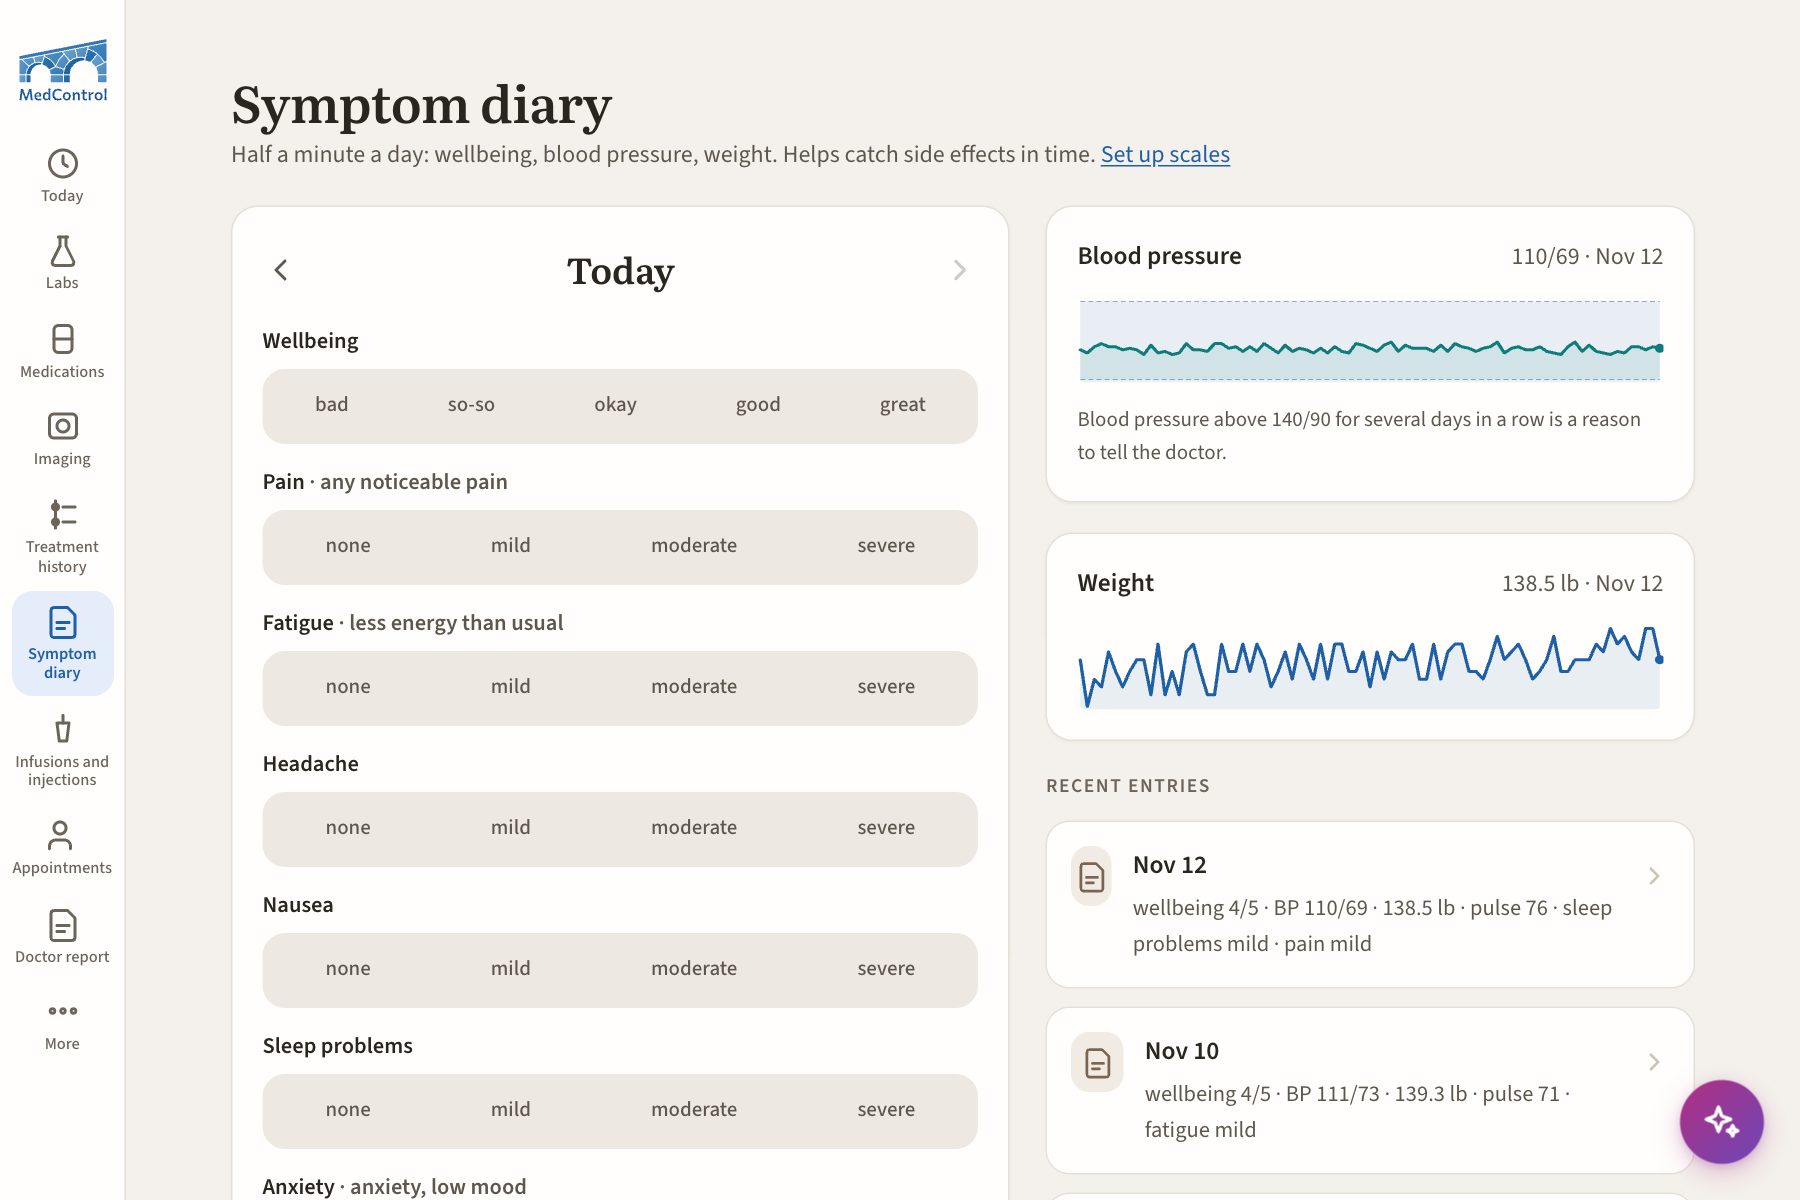 MedControl
Today
Labs
Medications
Imaging
Treatment
history
Symptom
diary
Infusions and
injections
Appointments
Doctor report
More
Symptom diary
Half a minute a day: wellbeing, blood pressure, weight. Helps catch side effects in time. Set up scales
Today
Wellbeing
bad so-so okay good great
Pain · any noticeable pain
none mild moderate severe
Fatigue · less energy than usual
none mild moderate severe
Headache
none mild moderate severe
Nausea
none mild moderate severe
Sleep problems
none mild moderate severe
Anxiety · anxiety, low mood
Blood pressure 110/69 · Nov 12
Blood pressure above 140/90 for several days in a row is a reason
to tell the doctor.
Weight 138.5 lb · Nov 12
RECENT ENTRIES
Nov 12
wellbeing 4/5 · BP 110/69 · 138.5 lb · pulse 76 · sleep
problems mild · pain mild
Nov 10
wellbeing 4/5 · BP 111/73 · 139.3 lb · pulse 71 ·
fatigue mild